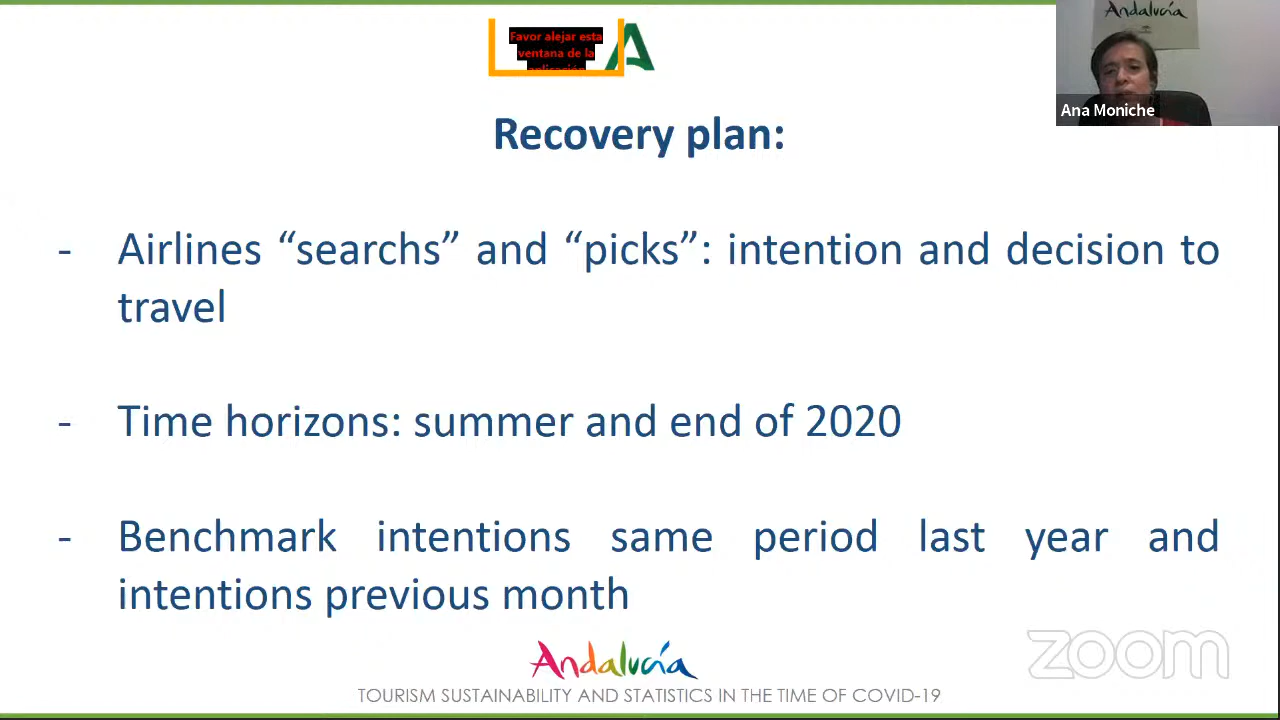 Favor alejar esta
ventana de la
aplicación
A
Andalucía
Ana Moniche
Recovery plan:
- Airlines “searchs” and “picks”: intention and decision to
travel
- Time horizons: summer and end of 2020
- Benchmark intentions same period last year and
intentions previous month
Andalucía
zoom
TOURISM SUSTAINABILITY AND STATISTICS IN THE TIME OF COVID-19